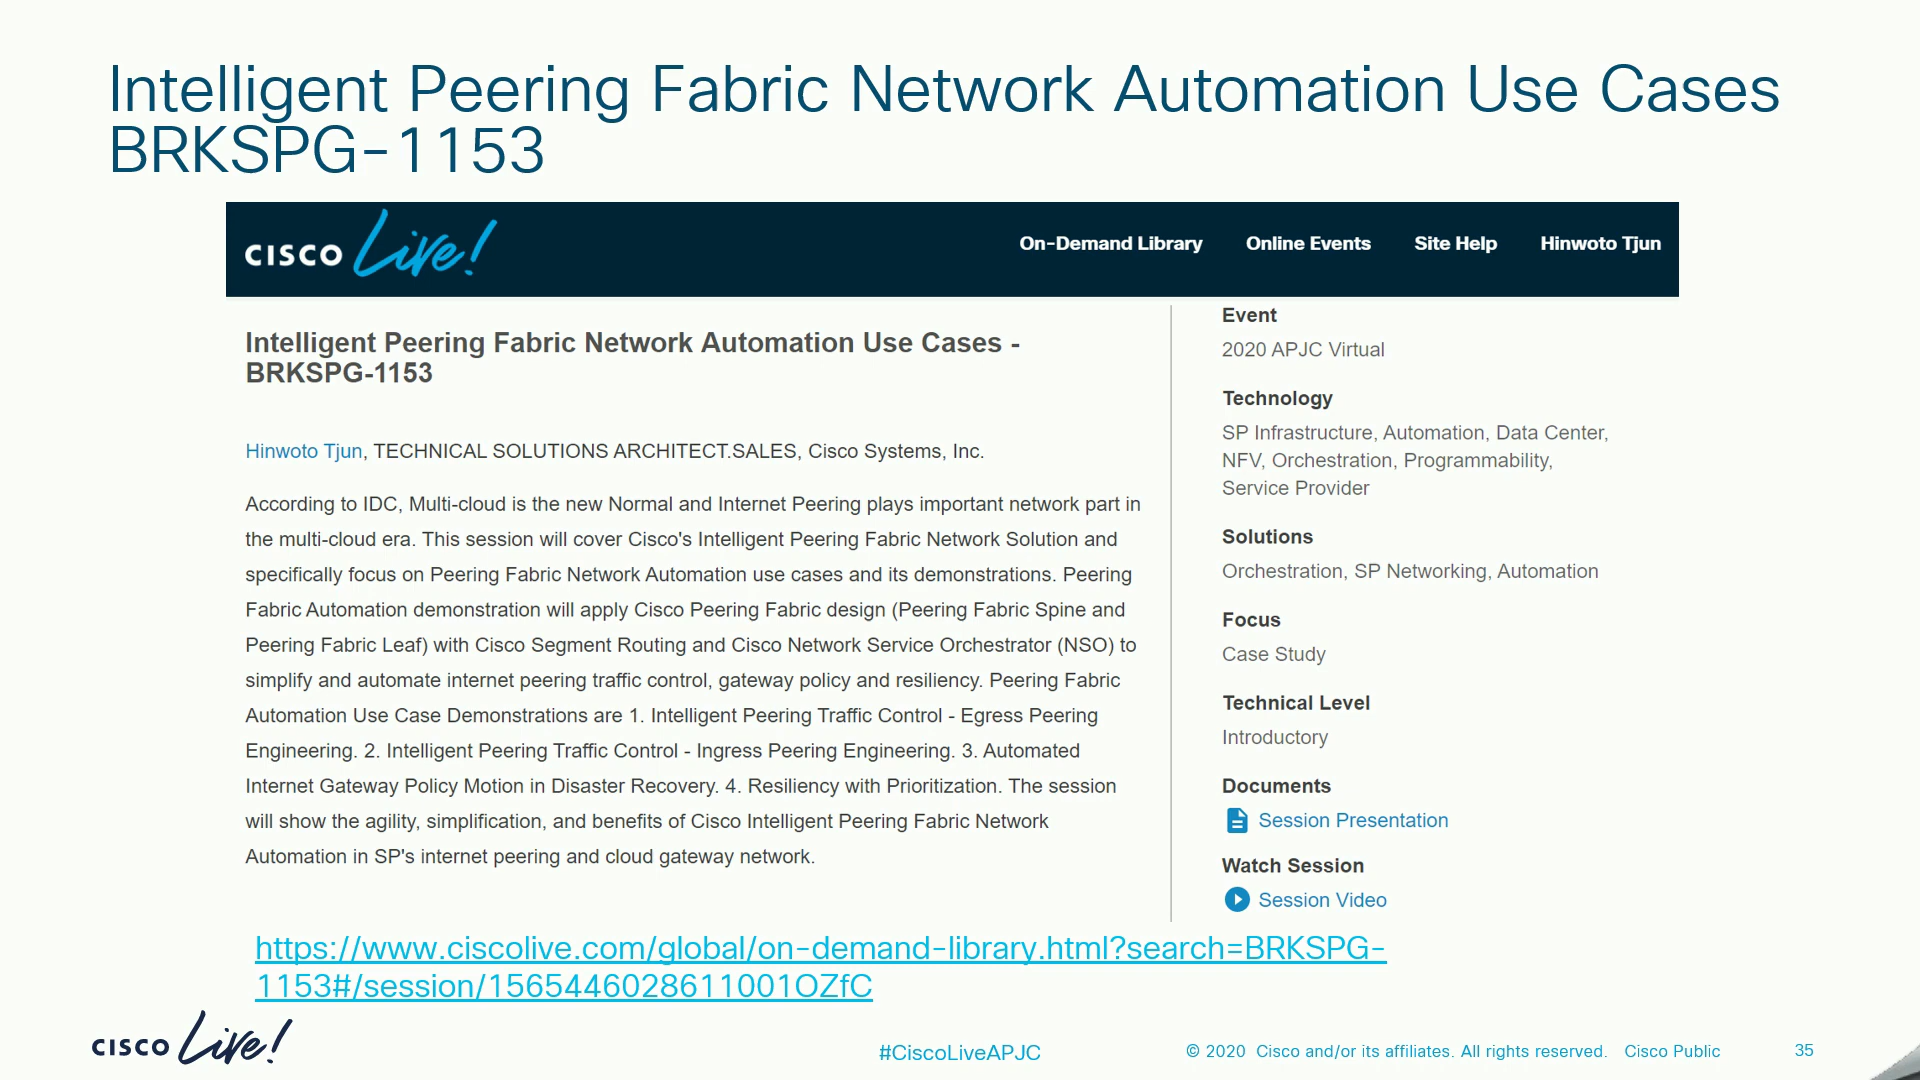 Intelligent Peering Fabric Network Automation Use Cases
BRKSPG-1153
CISCO Live!
On-Demand Library Online Events Site Help Hinwoto Tjun
Intelligent Peering Fabric Network Automation Use Cases -
BRKSPG-1153
Hinwoto Tjun, TECHNICAL SOLUTIONS ARCHITECT.SALES, Cisco Systems, Inc.
According to IDC, Multi-cloud is the new Normal and Internet Peering plays important network part in
the multi-cloud era. This session will cover Cisco's Intelligent Peering Fabric Network Solution and
specifically focus on Peering Fabric Network Automation use cases and its demonstrations. Peering
Fabric Automation demonstration will apply Cisco Peering Fabric design (Peering Fabric Spine and
Peering Fabric Leaf) with Cisco Segment Routing and Cisco Network Service Orchestrator (NSO) to
simplify and automate internet peering traffic control, gateway policy and resiliency. Peering Fabric
Automation Use Case Demonstrations are 1. Intelligent Peering Traffic Control - Egress Peering
Engineering. 2. Intelligent Peering Traffic Control - Ingress Peering Engineering. 3. Automated
Internet Gateway Policy Motion in Disaster Recovery. 4. Resiliency with Prioritization. The session
will show the agility, simplification, and benefits of Cisco Intelligent Peering Fabric Network
Automation in SP's internet peering and cloud gateway network.
Event
2020 APJC Virtual
Technology
SP Infrastructure, Automation, Data Center,
NFV, Orchestration, Programmability,
Service Provider
Solutions
Orchestration, SP Networking, Automation
Focus
Case Study
Technical Level
Introductory
Documents
Session Presentation
Watch Session
Session Video
https://www.ciscolive.com/global/on-demand-library.html?search=BRKSPG-
1153#/session/1565446028611001OZfC
CISCO Live!
#CiscoLiveAPJC
© 2020 Cisco and/or its affiliates. All rights reserved. Cisco Public
35